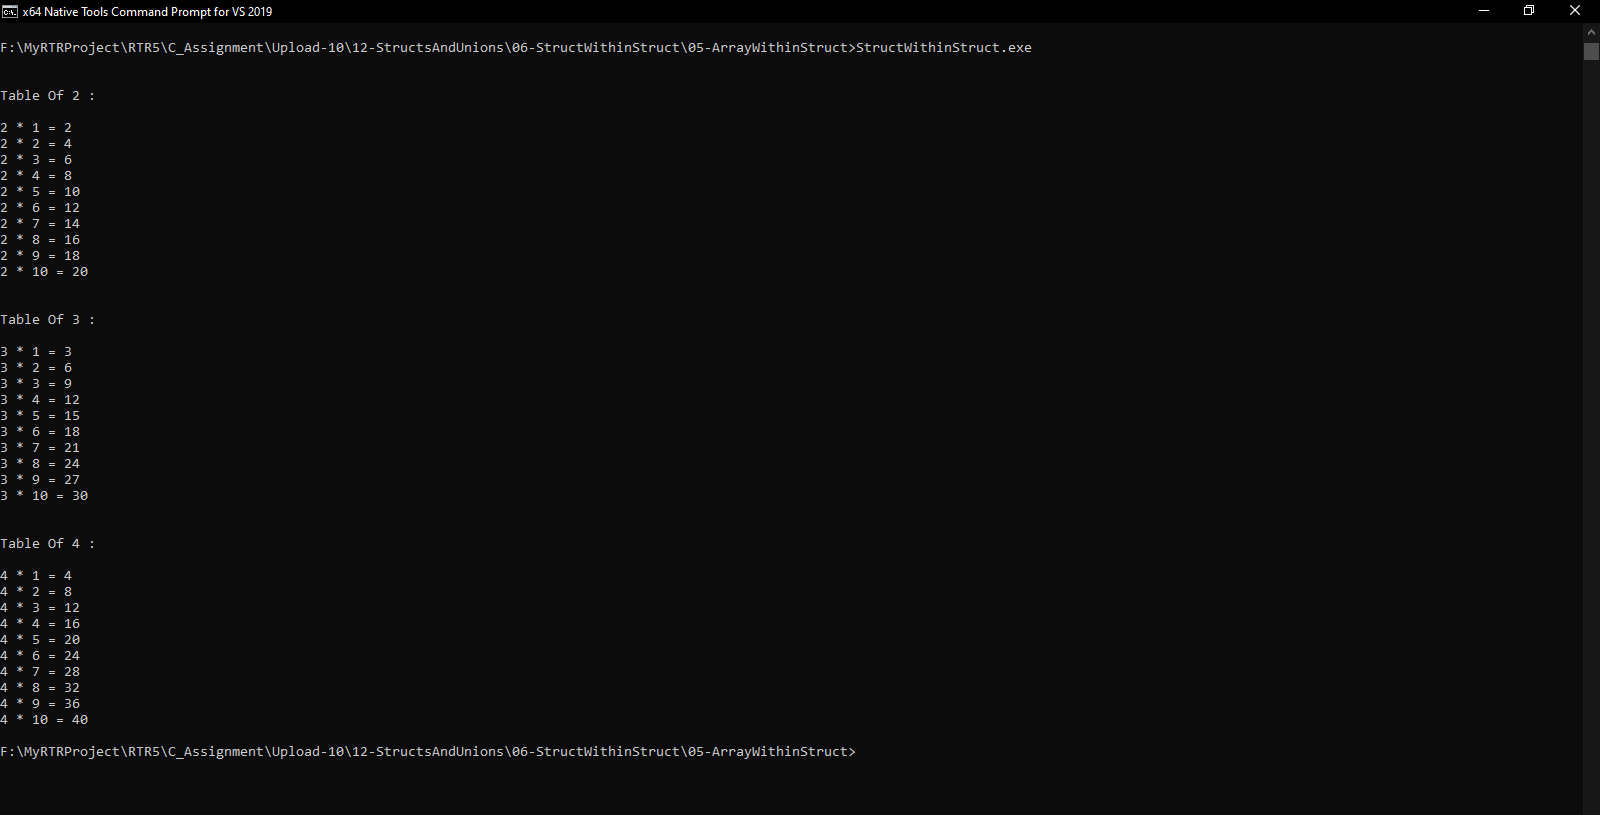 x64 Native Tools Command Prompt for VS 2019
F:\MyRTRProject\RTR5\C_Assignment\Upload-10\12-StructsAndUnions\06-StructWithinStruct\05-ArrayWithinStruct>StructWithinStruct.exe
Table Of 2 :
2 * 1 = 2
2 * 2 = 4
2 * 3 = 6
2 * 4 = 8
2 * 5 = 10
2 * 6 = 12
2 * 7 = 14
2 * 8 = 16
2 * 9 = 18
2 * 10 = 20
Table Of 3 :
3 * 1 = 3
3 * 2 = 6
3 * 3 = 9
3 * 4 = 12
3 * 5 = 15
3 * 6 = 18
3 * 7 = 21
3 * 8 = 24
3 * 9 = 27
3 * 10 = 30
Table Of 4 :
4 * 1 = 4
4 * 2 = 8
4 * 3 = 12
4 * 4 = 16
4 * 5 = 20
4 * 6 = 24
4 * 7 = 28
4 * 8 = 32
4 * 9 = 36
4 * 10 = 40
F:\MyRTRProject\RTR5\C_Assignment\Upload-10\12-StructsAndUnions\06-StructWithinStruct\05-ArrayWithinStruct>